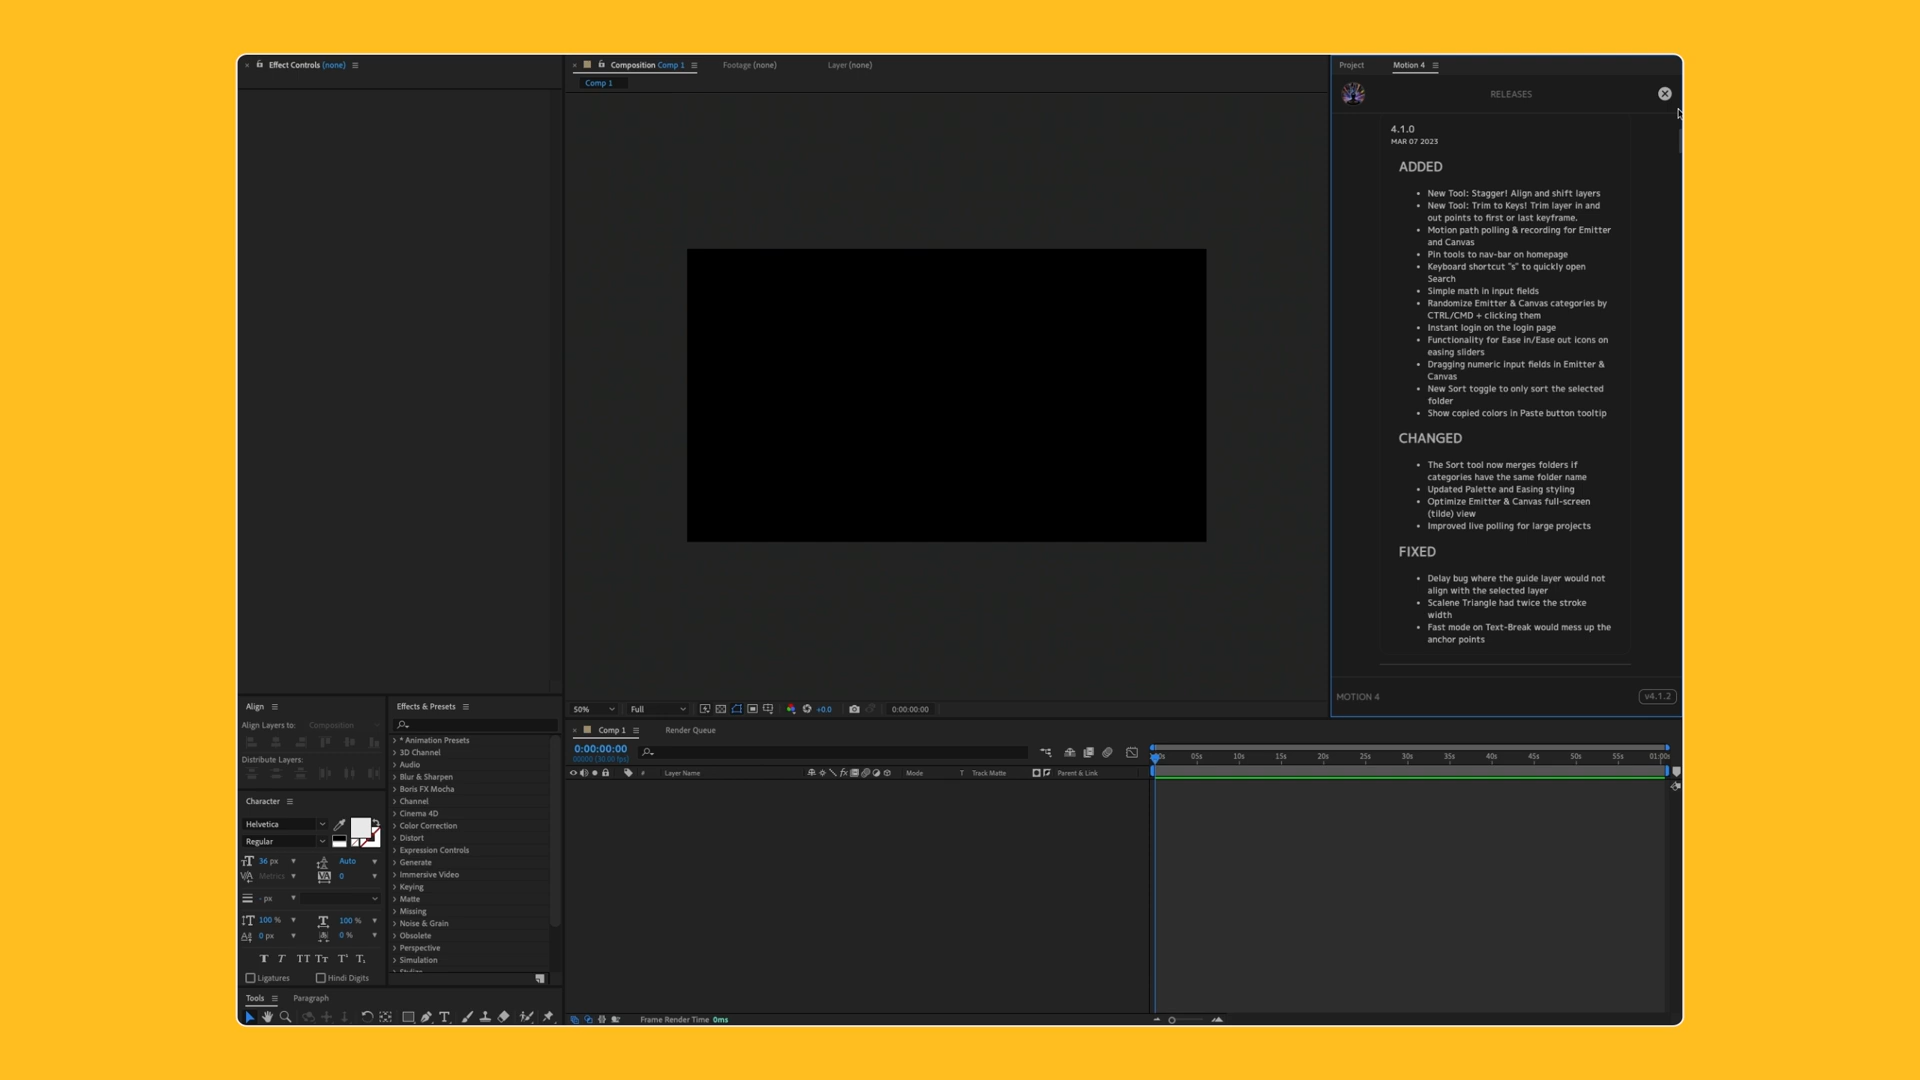 Effect Controls (none)
Composition Comp 1
Footage (none)
Layer (none)
Comp 1
Project
Motion 4
RELEASES
4.1.0
MAR 07 2023
ADDED
New Tool: Stagger! Align and shift layers
New Tool: Trim to Keys! Trim layer in and
out points to first or last keyframe.
Motion path polling & recording for Emitter
and Canvas
Pin tools to nav-bar on homepage
Keyboard shortcut "s" to quickly open
Search
Simple math in input fields
Randomize Emitter & Canvas categories by
CTRL/CMD + clicking them
Instant login on the login page
Functionality for Ease in/Ease out icons on
easing sliders
Dragging numeric input fields in Emitter &
Canvas
New Sort toggle to only sort the selected
folder
Show copied colors in Paste button tooltip
CHANGED
The Sort tool now merges folders if
categories have the same folder name
Updated Palette and Easing styling
Optimize Emitter & Canvas full-screen
(tilde) view
Improved live polling for large projects
FIXED
Delay bug where the guide layer would not
align with the selected layer
Scalene Triangle had twice the stroke
width
Fast mode on Text-Break would mess up the
anchor points
MOTION 4
v4.1.2
50%
Full
+0.0
0:00:00:00
Align
Align Layers to:
Composition
Distribute Layers:
Character
Helvetica
Regular
36 px
Auto
Metrics
0
- px
100 %
100 %
0 px
0 %
T T TT Tt T¹ T₁
Ligatures
Hindi Digits
Tools
Paragraph
Effects & Presets
* Animation Presets
3D Channel
Audio
Blur & Sharpen
Boris FX Mocha
Channel
Cinema 4D
Color Correction
Distort
Expression Controls
Generate
Immersive Video
Keying
Matte
Missing
Noise & Grain
Obsolete
Perspective
Simulation
Stylize
Comp 1
Render Queue
0:00:00:00
00000 (30.00 fps)
#
Layer Name
Mode
T
Track Matte
Parent & Link
05s
10s
15s
20s
25s
30s
35s
40s
45s
50s
55s
01:00s
Frame Render Time 0ms